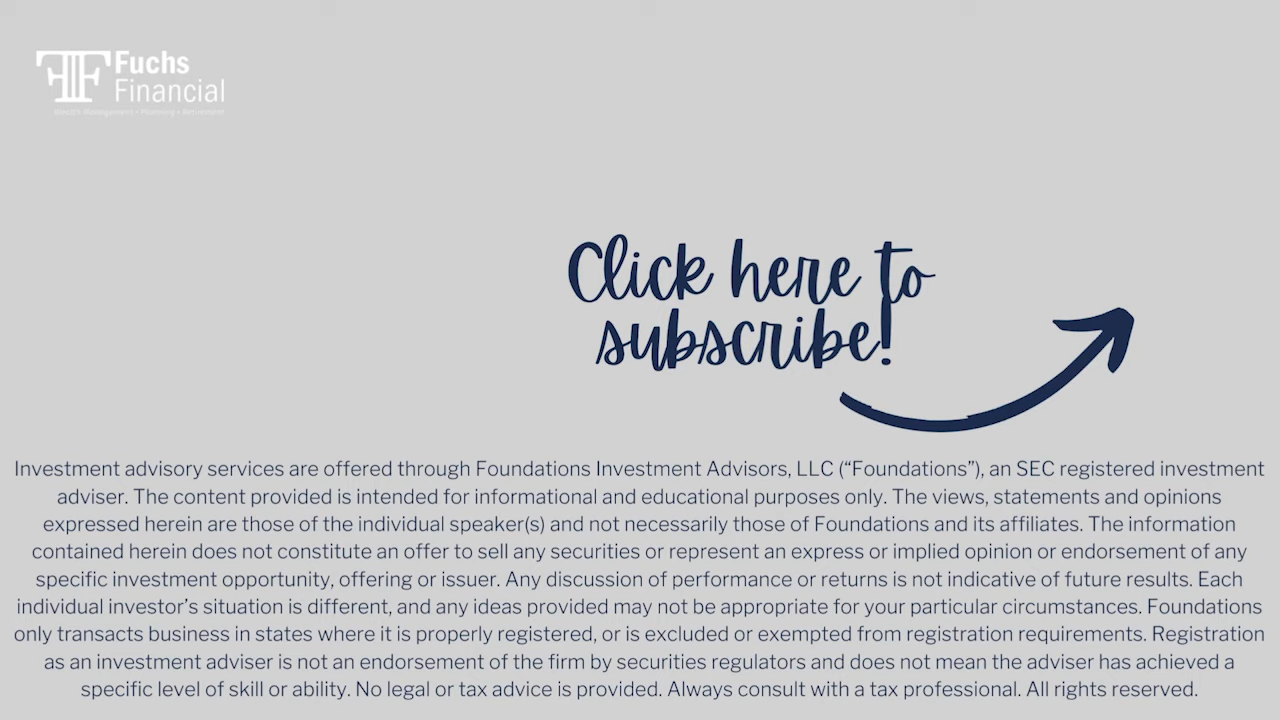 Fuchs
Financial
Wealth Management • Planning • Retirement
Click here to
subscribe!
Investment advisory services are offered through Foundations Investment Advisors, LLC (“Foundations”), an SEC registered investment
adviser. The content provided is intended for informational and educational purposes only. The views, statements and opinions
expressed herein are those of the individual speaker(s) and not necessarily those of Foundations and its affiliates. The information
contained herein does not constitute an offer to sell any securities or represent an express or implied opinion or endorsement of any
specific investment opportunity, offering or issuer. Any discussion of performance or returns is not indicative of future results. Each
individual investor’s situation is different, and any ideas provided may not be appropriate for your particular circumstances. Foundations
only transacts business in states where it is properly registered, or is excluded or exempted from registration requirements. Registration
as an investment adviser is not an endorsement of the firm by securities regulators and does not mean the adviser has achieved a
specific level of skill or ability. No legal or tax advice is provided. Always consult with a tax professional. All rights reserved.